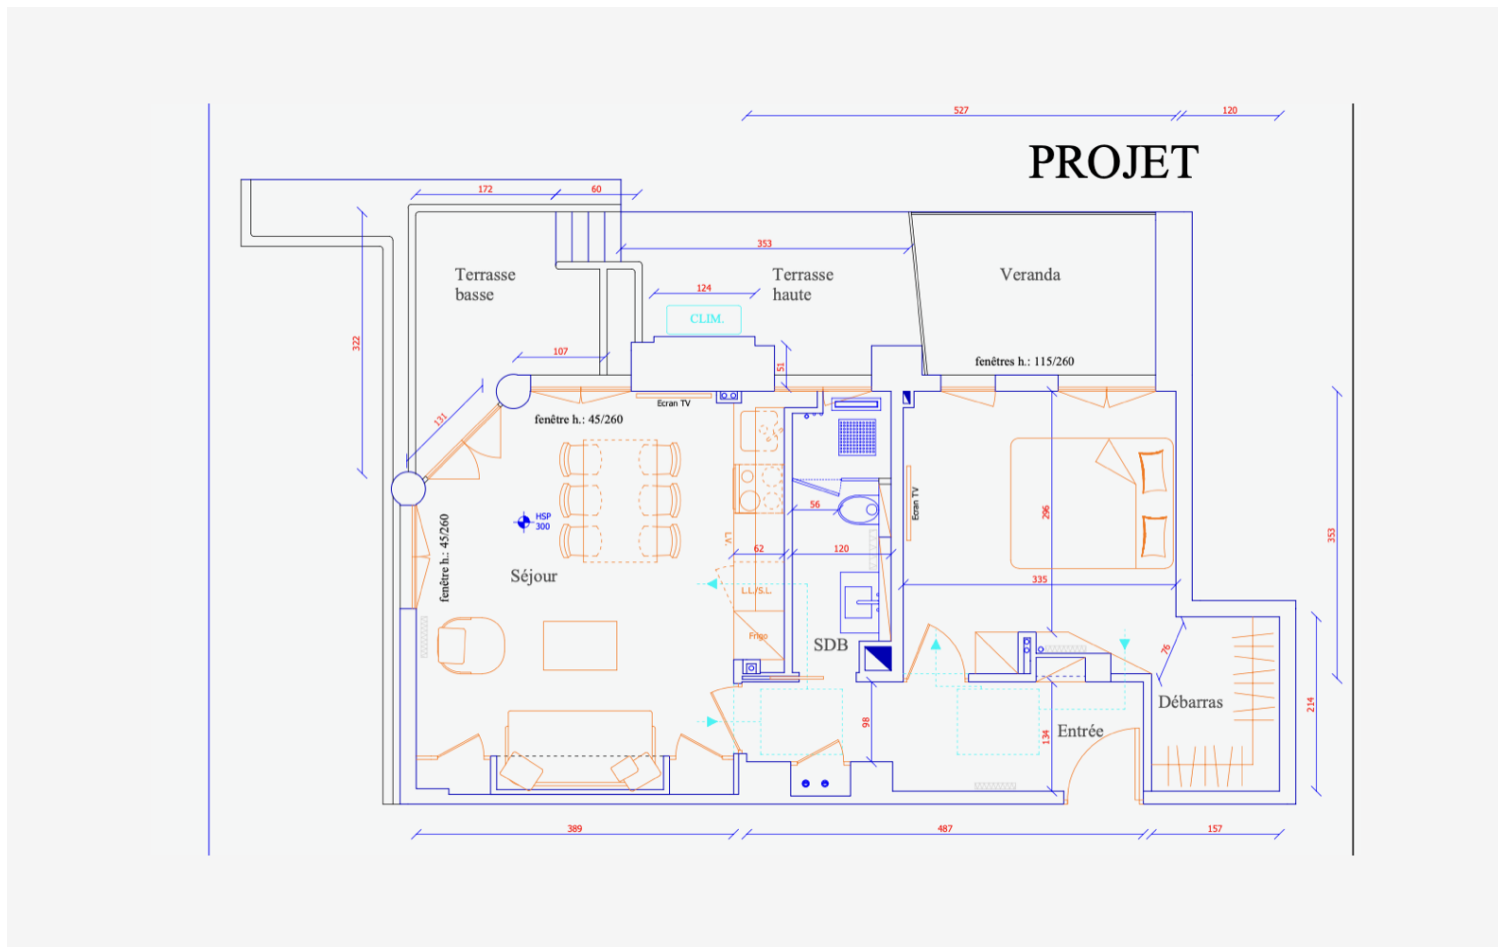 527
120
PROJET
172
60
353
Terrasse
basse
Terrasse
haute
Veranda
124
CLIM.
322
107
51
fenêtres h.: 115/260
131
Ecran TV
fenêtre h.: 45/260
Ecran TV
HSP
300
56
296
353
fenêtre h.: 45/260
L.V.
62
120
Séjour
335
L.L./S.L.
Frigo
SDB
76
Débarras
214
98
134
Entrée
389
487
157